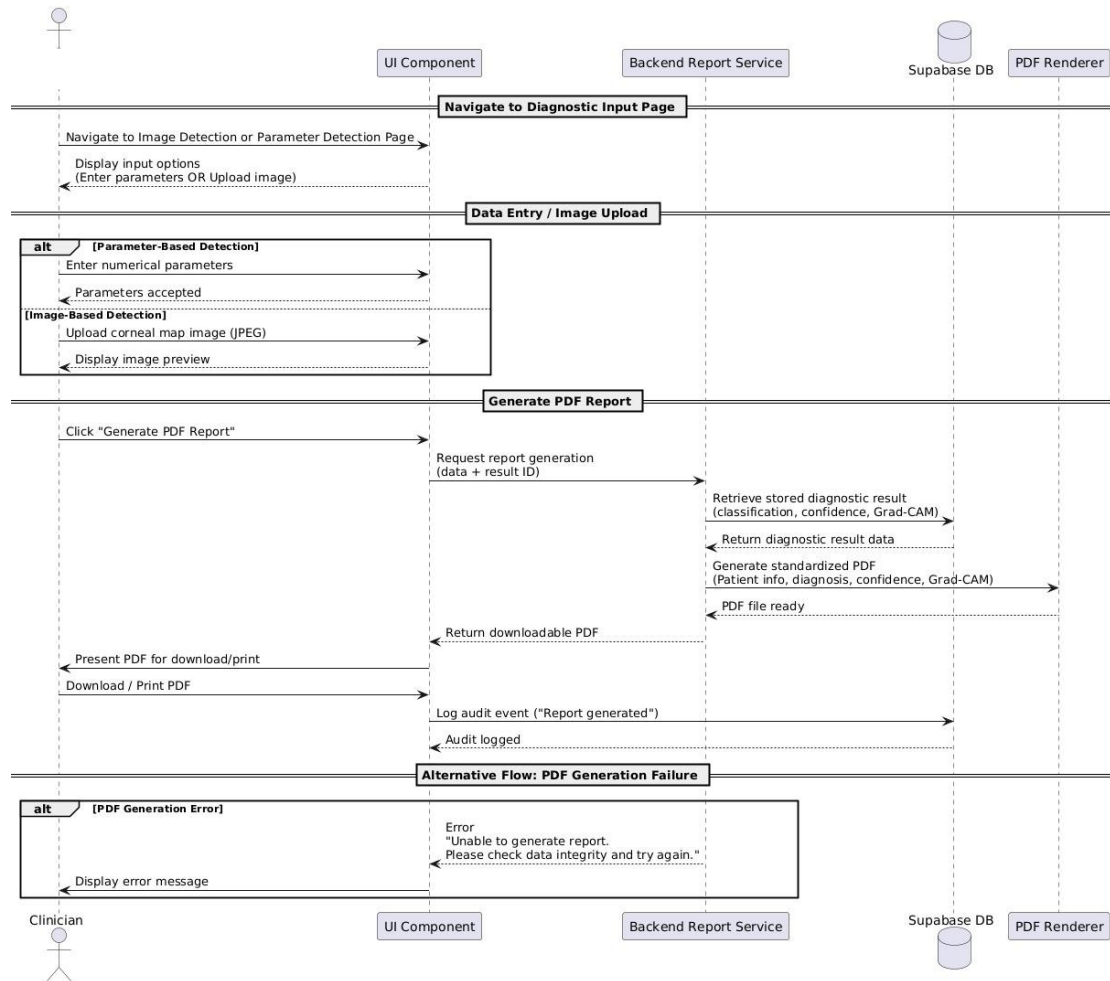 UI Component
Backend Report Service
Supabase DB
PDF Renderer
Navigate to Diagnostic Input Page
Navigate to Image Detection or Parameter Detection Page
Display input options
(Enter parameters OR Upload image)
Data Entry / Image Upload
alt [Parameter-Based Detection]
Enter numerical parameters
Parameters accepted
[Image-Based Detection]
Upload corneal map image (JPEG)
Display image preview
Generate PDF Report
Click "Generate PDF Report"
Request report generation
(data + result ID)
Retrieve stored diagnostic result
(classification, confidence, Grad-CAM)
Return diagnostic result data
Generate standardized PDF
(Patient info, diagnosis, confidence, Grad-CAM)
PDF file ready
Return downloadable PDF
Present PDF for download/print
Download / Print PDF
Log audit event ("Report generated")
Audit logged
Alternative Flow: PDF Generation Failure
alt [PDF Generation Error]
Error
"Unable to generate report.
Please check data integrity and try again."
Display error message
Clinician
UI Component
Backend Report Service
Supabase DB
PDF Renderer